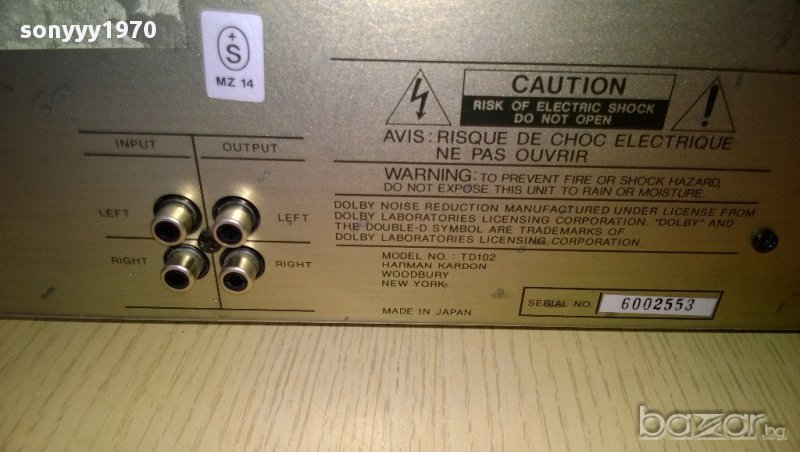 sonyyy1970
+
S
MZ 14
CAUTION
RISK OF ELECTRIC SHOCK
DO NOT OPEN
AVIS : RISQUE DE CHOC ELECTRIQUE
NE PAS OUVRIR
WARNING: TO PREVENT FIRE OR SHOCK HAZARD,
DO NOT EXPOSE THIS UNIT TO RAIN OR MOISTURE.
DOLBY NOISE REDUCTION MANUFACTURED UNDER LICENSE FROM
DOLBY LABORATORIES LICENSING CORPORATION, "DOLBY" AND
THE DOUBLE-D SYMBOL ARE TRADEMARKS OF
DOLBY LABORATORIES LICENSING CORPORATION.
MODEL NO. : TD102
HARMAN KARDON
WOODBURY
NEW YORK
MADE IN JAPAN
SERIAL NO. 6002553
INPUT OUTPUT
LEFT LEFT
RIGHT RIGHT
bazar.bg